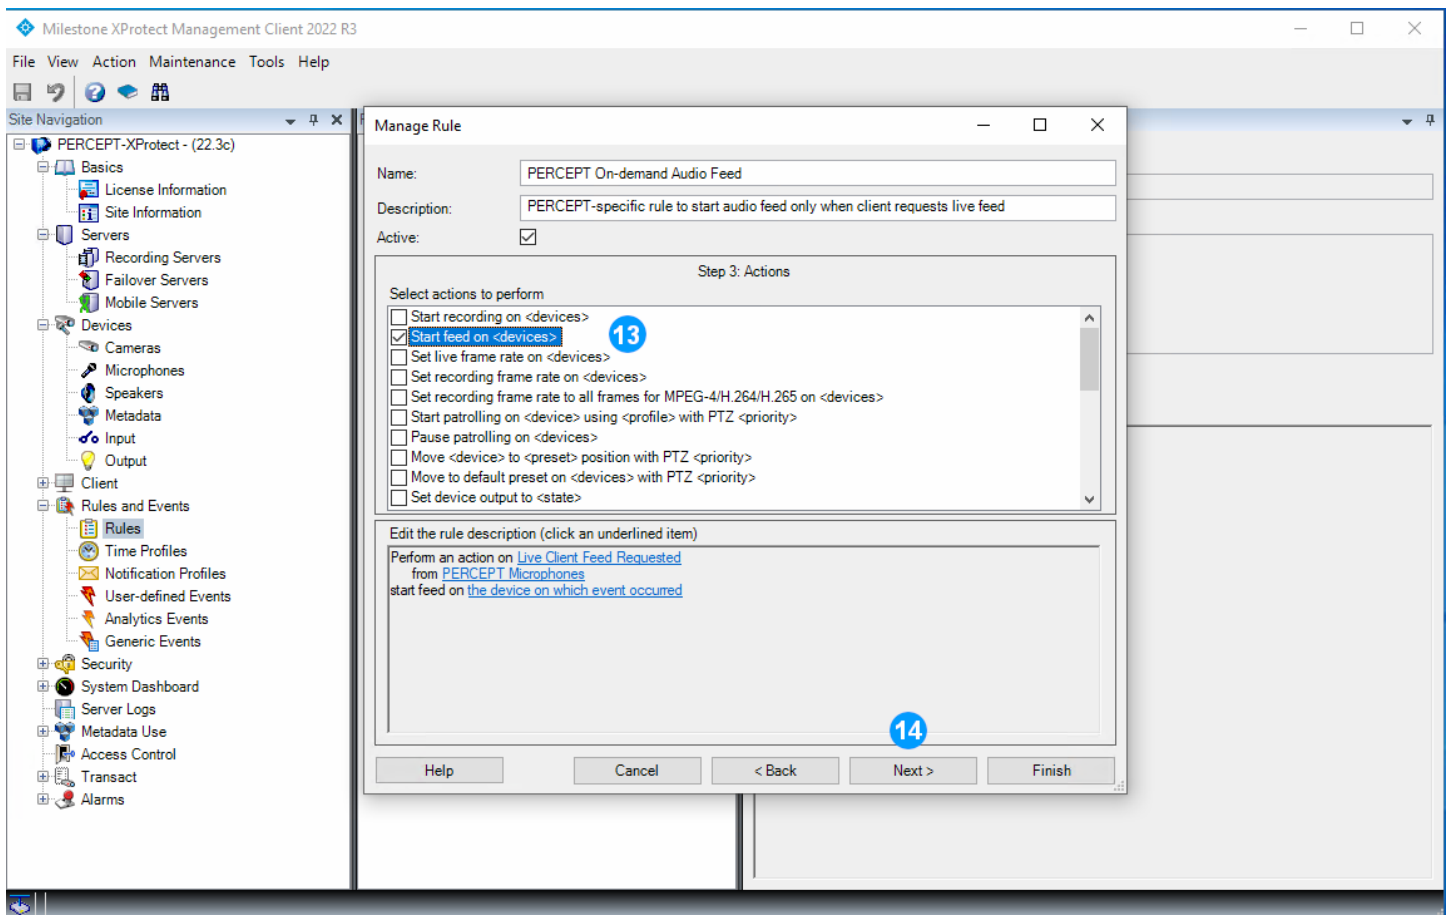 Milestone XProtect Management Client 2022 R3
File View Action Maintenance Tools Help
Site Navigation
PERCEPT-XProtect - (22.3c)
Basics
License Information
Site Information
Servers
Recording Servers
Failover Servers
Mobile Servers
Devices
Cameras
Microphones
Speakers
Metadata
Input
Output
Client
Rules and Events
Rules
Time Profiles
Notification Profiles
User-defined Events
Analytics Events
Generic Events
Security
System Dashboard
Server Logs
Metadata Use
Access Control
Transact
Alarms
Manage Rule
Name: PERCEPT On-demand Audio Feed
Description: PERCEPT-specific rule to start audio feed only when client requests live feed
Active:
Step 3: Actions
Select actions to perform
Start recording on <devices>
Start feed on <devices> 13
Set live frame rate on <devices>
Set recording frame rate on <devices>
Set recording frame rate to all frames for MPEG-4/H.264/H.265 on <devices>
Start patrolling on <device> using <profile> with PTZ <priority>
Pause patrolling on <devices>
Move <device> to <preset> position with PTZ <priority>
Move to default preset on <devices> with PTZ <priority>
Set device output to <state>
Edit the rule description (click an underlined item)
Perform an action on Live Client Feed Requested
from PERCEPT Microphones
start feed on the device on which event occurred
14
Help Cancel < Back Next > Finish